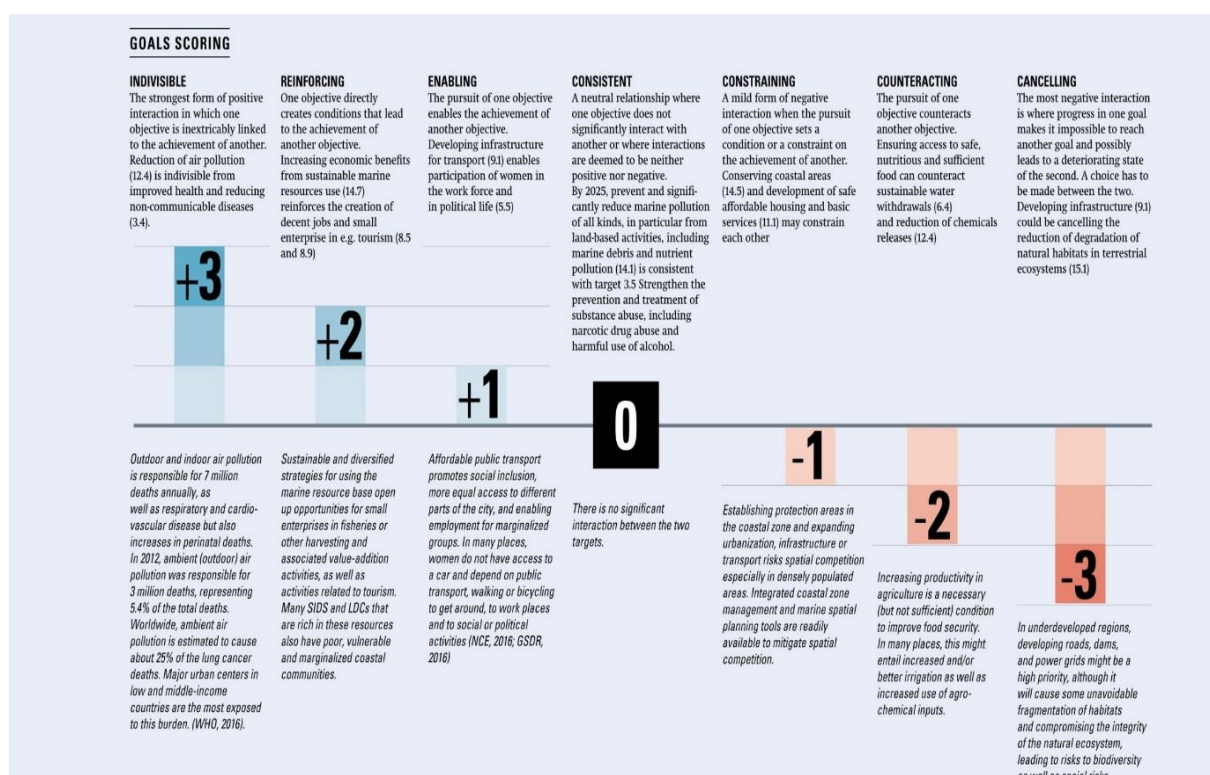 GOALS SCORING
INDIVISIBLE
The strongest form of positive
interaction in which one
objective is inextricably linked
to the achievement of another.
Reduction of air pollution
(12.4) is indivisible from
improved health and reducing
non-communicable diseases
(3.4).
+3
Outdoor and indoor air pollution
is responsible for 7 million
deaths annually, as
well as respiratory and cardio-
vascular disease but also
increases in perinatal deaths.
In 2012, ambient (outdoor) air
pollution was responsible for
3 million deaths, representing
5.4% of the total deaths.
Worldwide, ambient air
pollution is estimated to cause
about 25% of the lung cancer
deaths. Major urban centers in
low and middle-income
countries are the most exposed
to this burden. (WHO, 2016).
REINFORCING
One objective directly
creates conditions that lead
to the achievement of
another objective.
Increasing economic benefits
from sustainable marine
resources use (14.7)
reinforces the creation of
decent jobs and small
enterprise in e.g. tourism (8.5
and 8.9)
+2
Sustainable and diversified
strategies for using the
marine resource base open
up opportunities for small
enterprises in fisheries or
other harvesting and
associated value-addition
activities, as well as
activities related to tourism.
Many SIDS and LDCs that
are rich in these resources
also have poor, vulnerable
and marginalized coastal
communities.
ENABLING
The pursuit of one objective
enables the achievement of
another objective.
Developing infrastructure
for transport (9.1) enables
participation of women in
the work force and
in political life (5.5)
+1
Affordable public transport
promotes social inclusion,
more equal access to different
parts of the city, and enabling
employment for marginalized
groups. In many places,
women do not have access to
a car and depend on public
transport, walking or bicycling
to get around, to work places
and to social or political
activities (NCE, 2016; GSDR,
2016)
CONSISTENT
A neutral relationship where
one objective does not
significantly interact with
another or where interactions
are deemed to be neither
positive nor negative.
By 2025, prevent and signifi-
cantly reduce marine pollution
of all kinds, in particular from
land-based activities, including
marine debris and nutrient
pollution (14.1) is consistent
with target 3.5 Strengthen the
prevention and treatment of
substance abuse, including
narcotic drug abuse and
harmful use of alcohol.
0
There is no significant
interaction between the two
targets.
CONSTRAINING
A mild form of negative
interaction when the pursuit
of one objective sets a
condition or a constraint on
the achievement of another.
Conserving coastal areas
(14.5) and development of safe
affordable housing and basic
services (11.1) may constrain
each other
-1
Establishing protection areas in
the coastal zone and expanding
urbanization, infrastructure or
transport risks spatial competition
especially in densely populated
areas. Integrated coastal zone
management and marine spatial
planning tools are readily
available to mitigate spatial
competition.
COUNTERACTING
The pursuit of one
objective counteracts
another objective.
Ensuring access to safe,
nutritious and sufficient
food can counteract
sustainable water
withdrawals (6.4)
and reduction of chemicals
releases (12.4)
-2
Increasing productivity in
agriculture is a necessary
(but not sufficient) condition
to improve food security.
In many places, this might
entail increased and/or
better irrigation as well as
increased use of agro-
chemical inputs.
CANCELLING
The most negative interaction
is where progress in one goal
makes it impossible to reach
another goal and possibly
leads to a deteriorating state
of the second. A choice has to
be made between the two.
Developing infrastructure (9.1)
could be cancelling the
reduction of degradation of
natural habitats in terrestrial
ecosystems (15.1)
-3
In underdeveloped regions,
developing roads, dams,
and power grids might be a
high priority, although it
will cause some unavoidable
fragmentation of habitats
and compromising the integrity
of the natural ecosystem,
leading to risks to biodiversity
as well as social risks